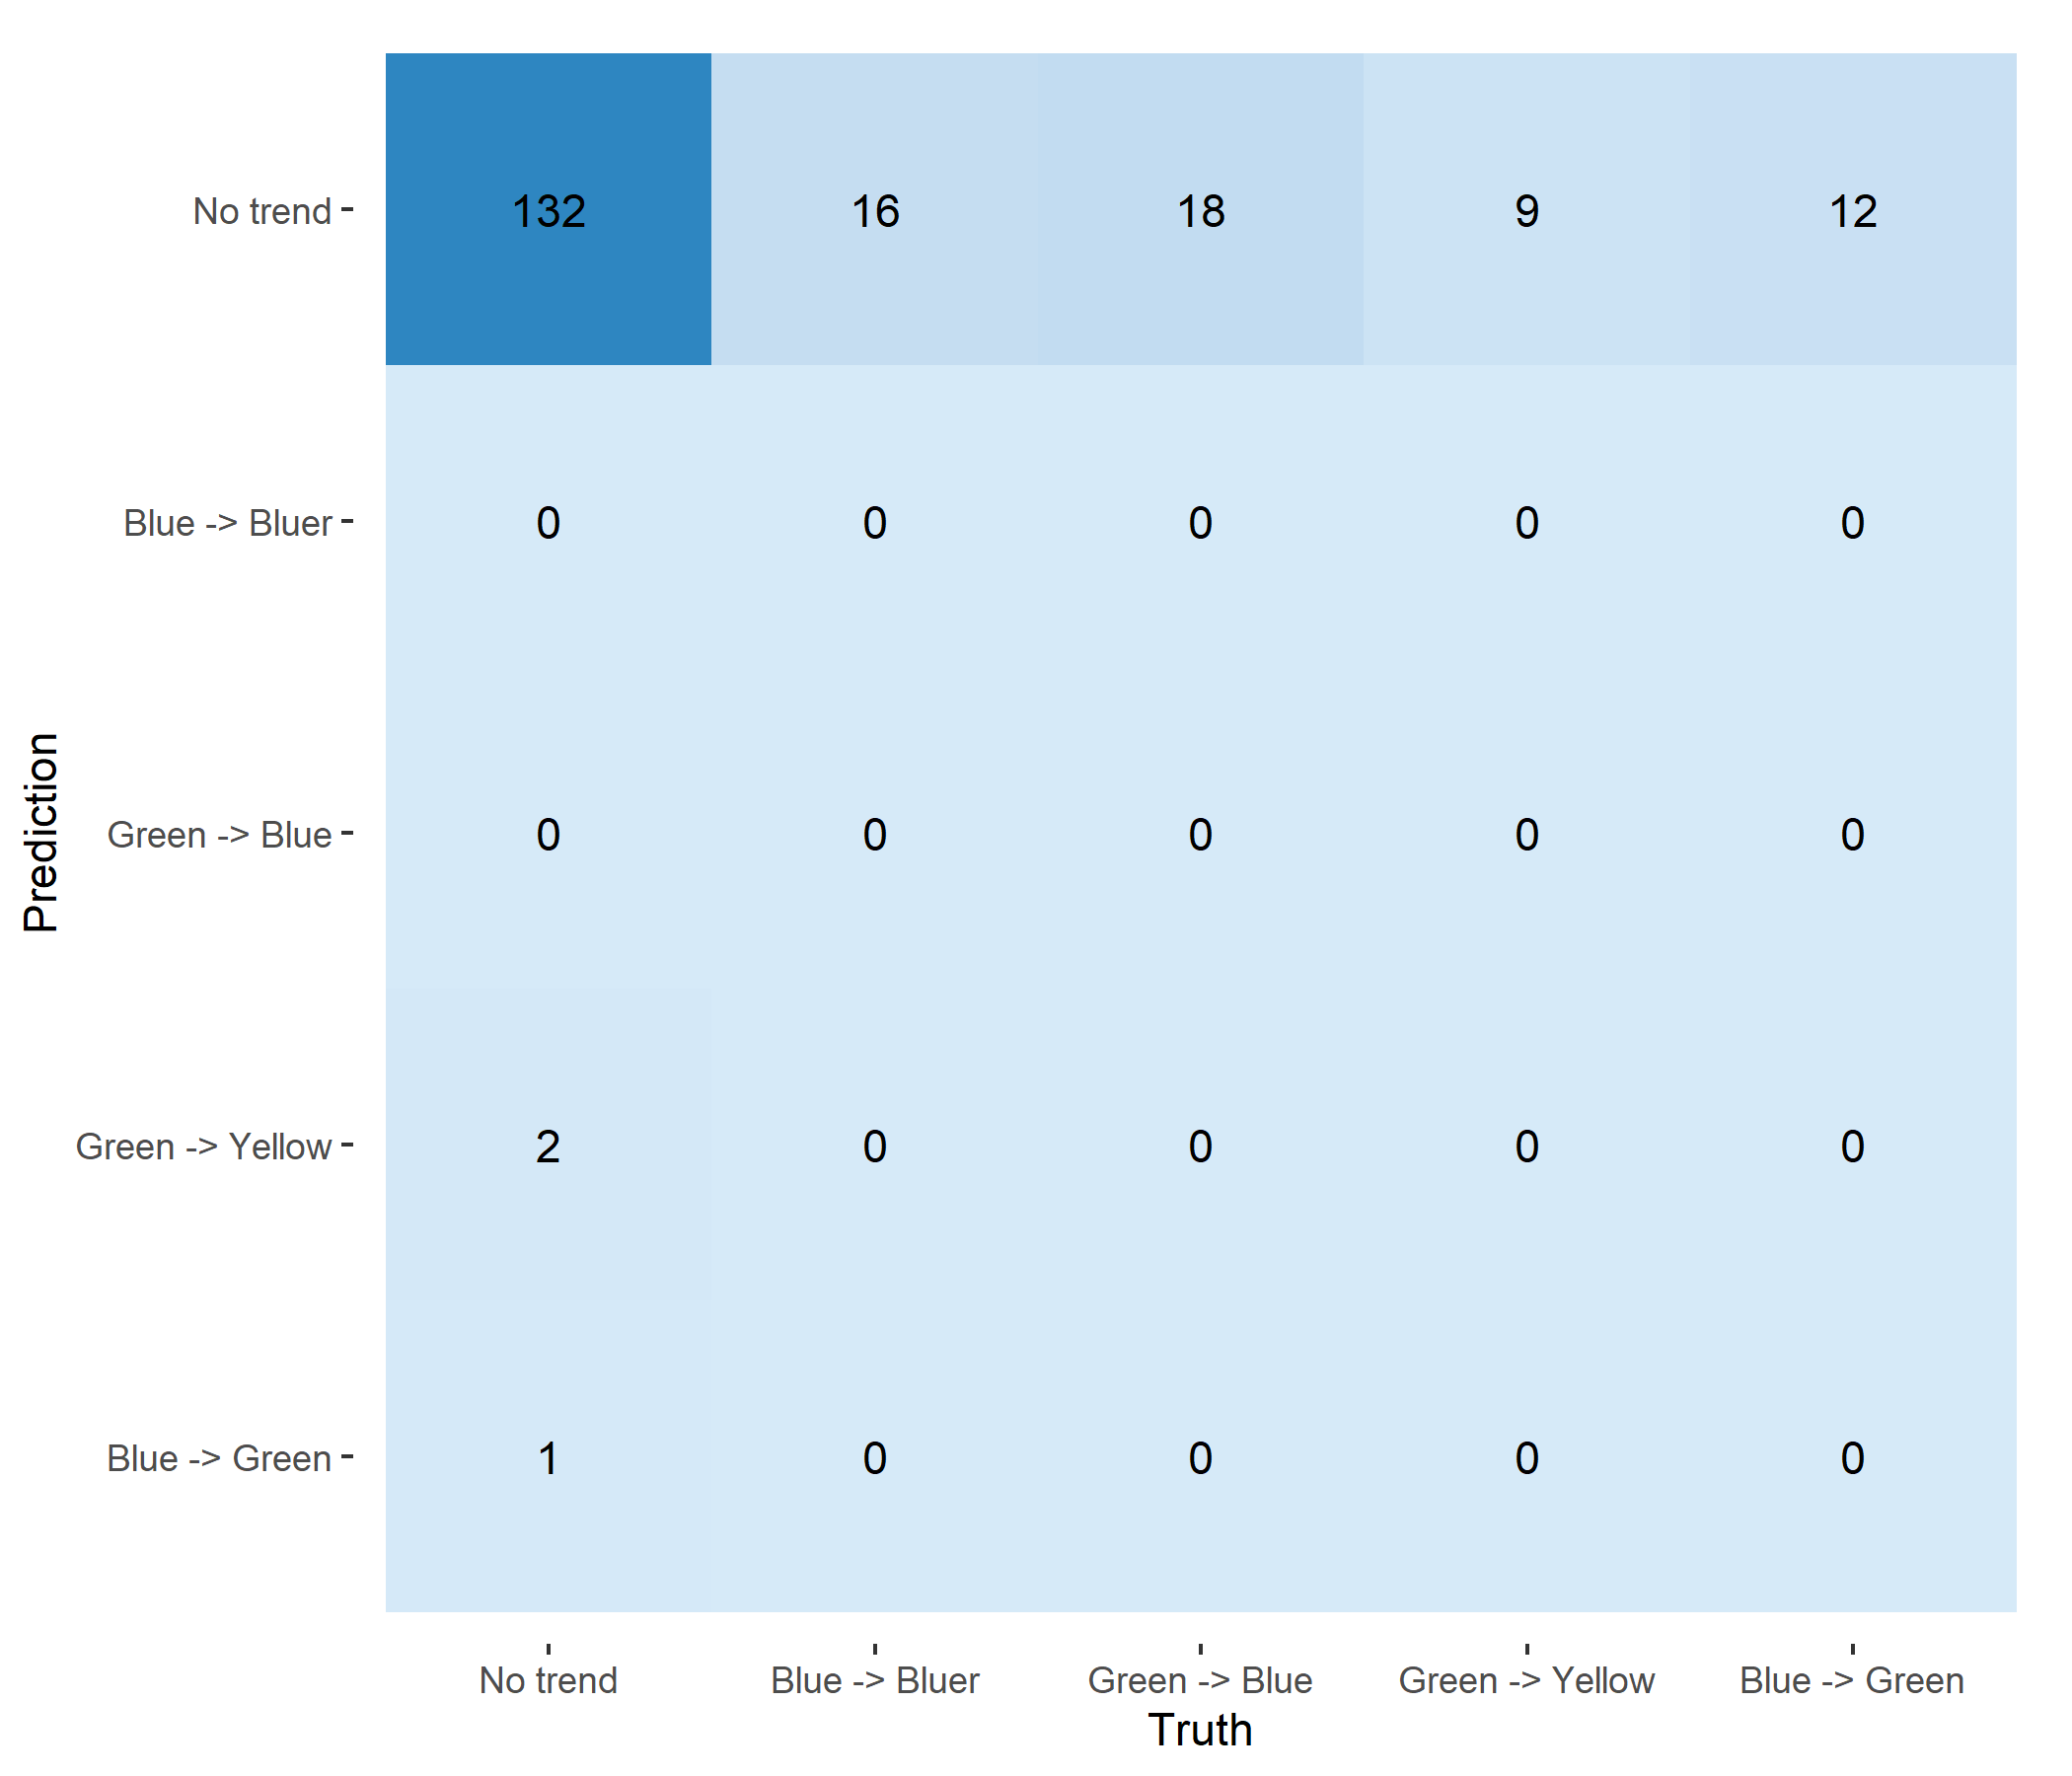 No trend 132 16 18 9 12
Blue -> Bluer 0 0 0 0 0
Green -> Blue 0 0 0 0 0
Green -> Yellow 2 0 0 0 0
Blue -> Green 1 0 0 0 0
Prediction
No trend Blue -> Bluer Green -> Blue Green -> Yellow Blue -> Green
Truth